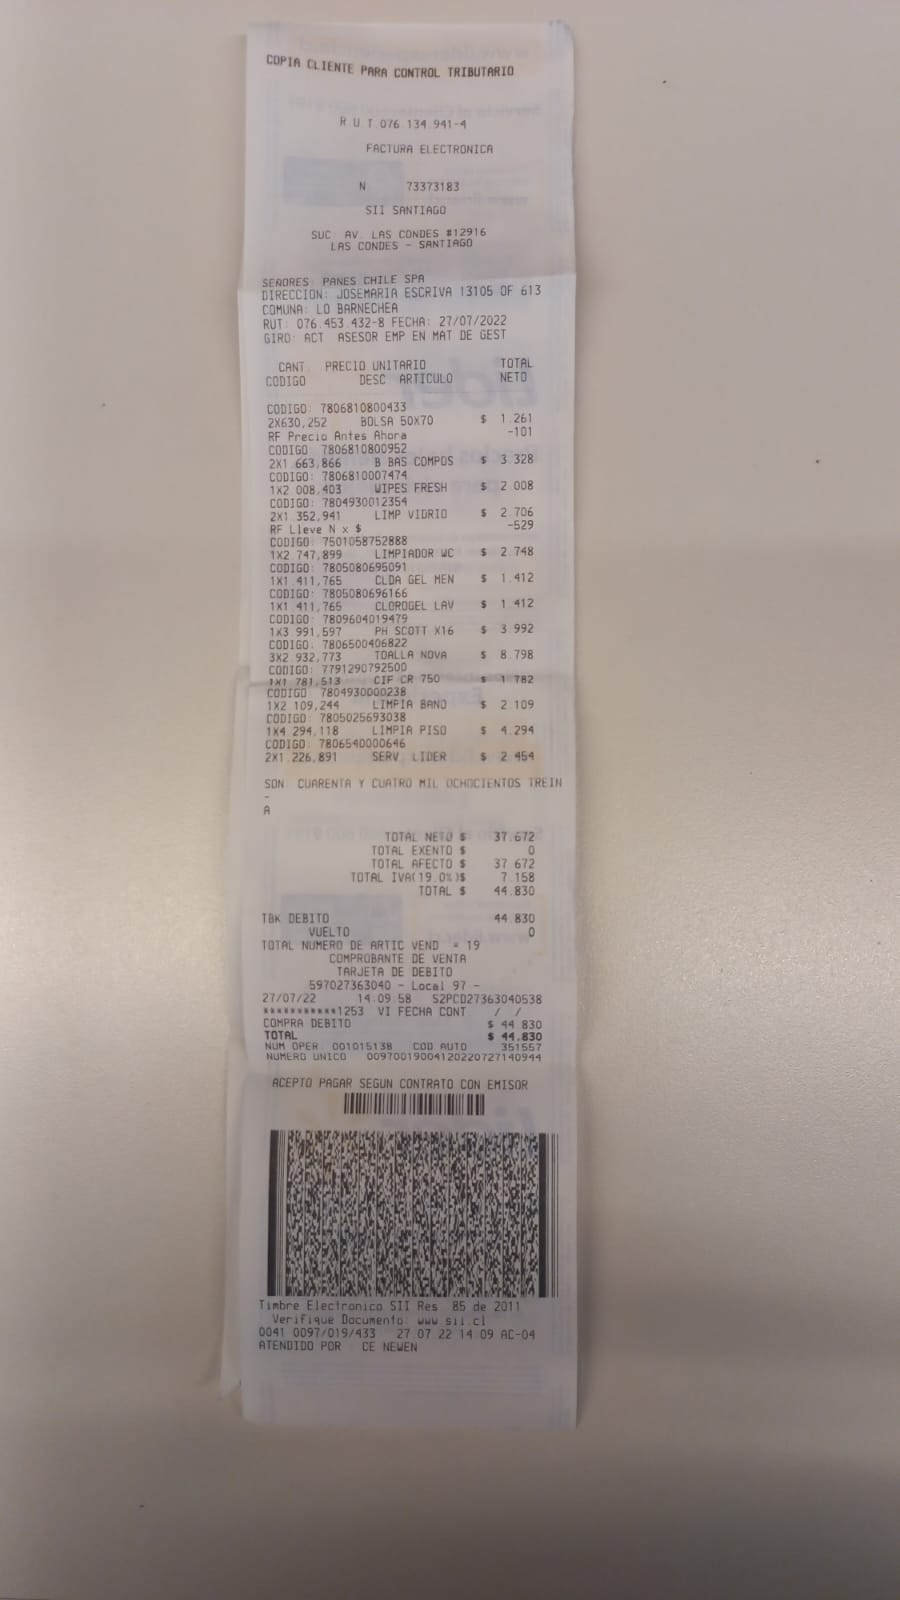 COPIA CLIENTE PARA CONTROL TRIBUTARIO
R U T 076 134 941-4
FACTURA ELECTRONICA
N 73373183
SII SANTIAGO
SUC: AV. LAS CONDES #12916
LAS CONDES - SANTIAGO
SEÑORES: PANES CHILE SPA
DIRECCION: JOSEMARIA ESCRIVA 13105 OF 613
COMUNA: LO BARNECHEA
RUT: 076.453.432-8 FECHA: 27/07/2022
GIRO: ACT ASESOR EMP EN MAT DE GEST
CANT. PRECIO UNITARIO TOTAL
CODIGO DESC. ARTICULO NETO
CODIGO: 7806810800433
2X630,252 BOLSA 50X70 $ 1.261
RF Precio Antes Ahora -101
CODIGO: 7806810800952
2X1.663,866 B BAS COMPOS $ 3.328
CODIGO: 7806810007474
1X2.008,403 WIPES FRESH $ 2.008
CODIGO: 7804930012354
2X1.352,941 LIMP VIDRIO $ 2.706
RF Lleve N x $ -529
CODIGO: 7501058752888
1X2.747,899 LIMPIADOR WC $ 2.748
CODIGO: 7805080695091
1X1.411,765 CLDA GEL MEN $ 1.412
CODIGO: 7805080696166
1X1.411,765 CLOROGEL LAV $ 1.412
CODIGO: 7809604019479
1X3.991,597 PH SCOTT X16 $ 3.992
CODIGO: 7806500406822
3X2.932,773 TOALLA NOVA $ 8.798
CODIGO: 7791290792500
1X1.781,513 CIF CR 750 $ 1.782
CODIGO: 7804930000238
1X2.109,244 LIMPIA BANO $ 2.109
CODIGO: 7805025693038
1X4.294,118 LIMPIA PISO $ 4.294
CODIGO: 7806540000646
2X1.226,891 SERV. LIDER $ 2.454
SON: CUARENTA Y CUATRO MIL OCHOCIENTOS TREIN
-
A
TOTAL NETO $ 37.672
TOTAL EXENTO $ 0
TOTAL AFECTO $ 37.672
TOTAL IVA(19.0%)$ 7.158
TOTAL $ 44.830
TBK DEBITO 44.830
VUELTO 0
TOTAL NUMERO DE ARTIC VEND = 19
COMPROBANTE DE VENTA
TARJETA DE DEBITO
597027363040 - Local 97 -
27/07/22 14:09:58 S2PCD27363040538
***********1253 VI FECHA CONT / /
COMPRA DEBITO $ 44.830
TOTAL $ 44.830
NUM OPER 001015138 COD AUTO 351557
NUMERO UNICO 00970019004120220727140944
ACEPTO PAGAR SEGUN CONTRATO CON EMISOR
Timbre Electronico SII Res. 85 de 2011
Verifique Documento: www.sii.cl
0041 0097/019/433 27.07.22 14:09 AC-04
ATENDIDO POR CE NEWEN